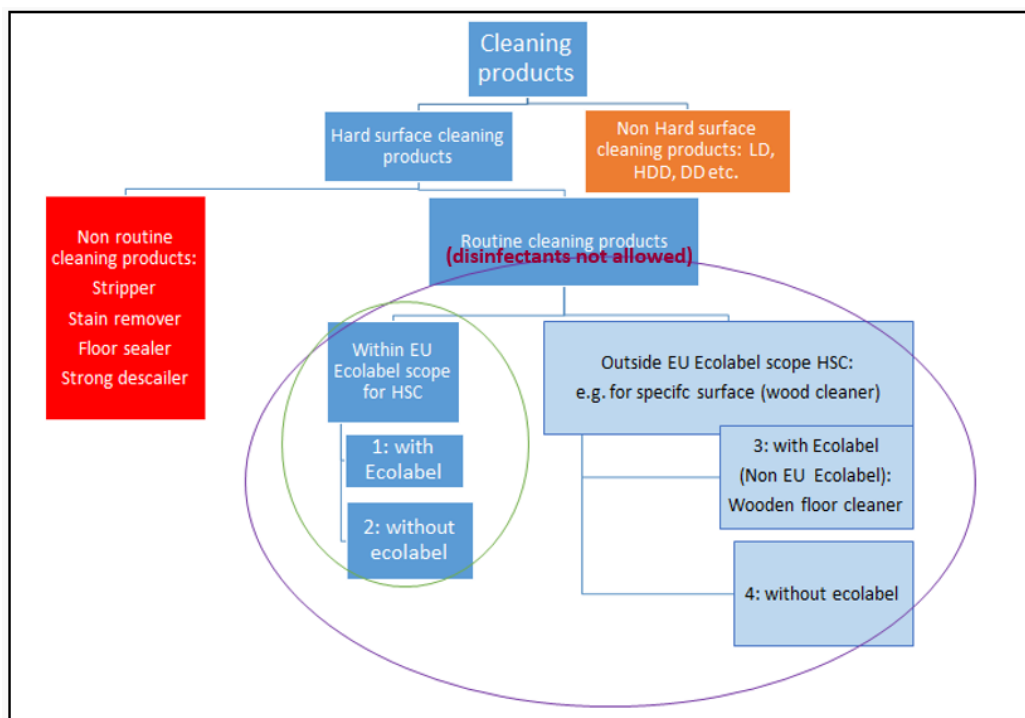 Cleaning
products
Hard surface cleaning
products
Non Hard surface
cleaning products: LD,
HDD, DD etc.
Non routine
cleaning products:
Stripper
Stain remover
Floor sealer
Strong descailer
Routine cleaning products
(disinfectants not allowed)
Within EU
Ecolabel scope
for HSC
Outside EU Ecolabel scope HSC:
e.g. for specifc surface (wood cleaner)
1: with
Ecolabel
2: without
ecolabel
3: with Ecolabel
(Non EU Ecolabel):
Wooden floor cleaner
4: without ecolabel